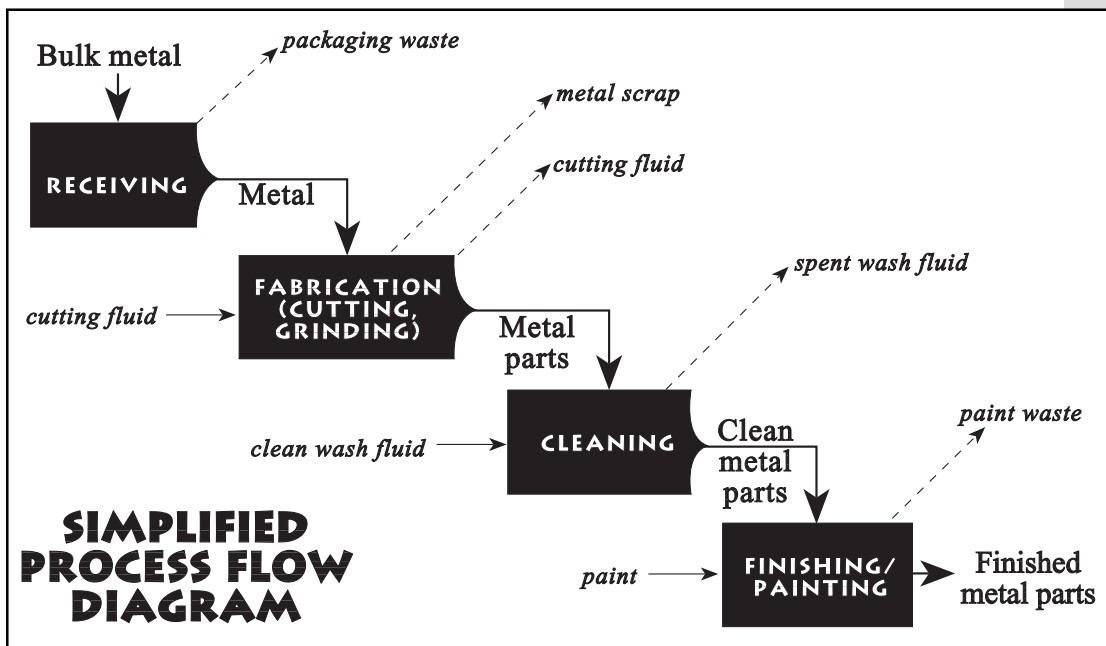 packaging waste
Bulk metal
metal scrap
cutting fluid
RECEIVING
Metal
spent wash fluid
FABRICATION
(CUTTING,
GRINDING)
cutting fluid
Metal
parts
paint waste
clean wash fluid
CLEANING
Clean
metal
parts
SIMPLIFIED
PROCESS FLOW
DIAGRAM
paint
FINISHING/
PAINTING
Finished
metal parts